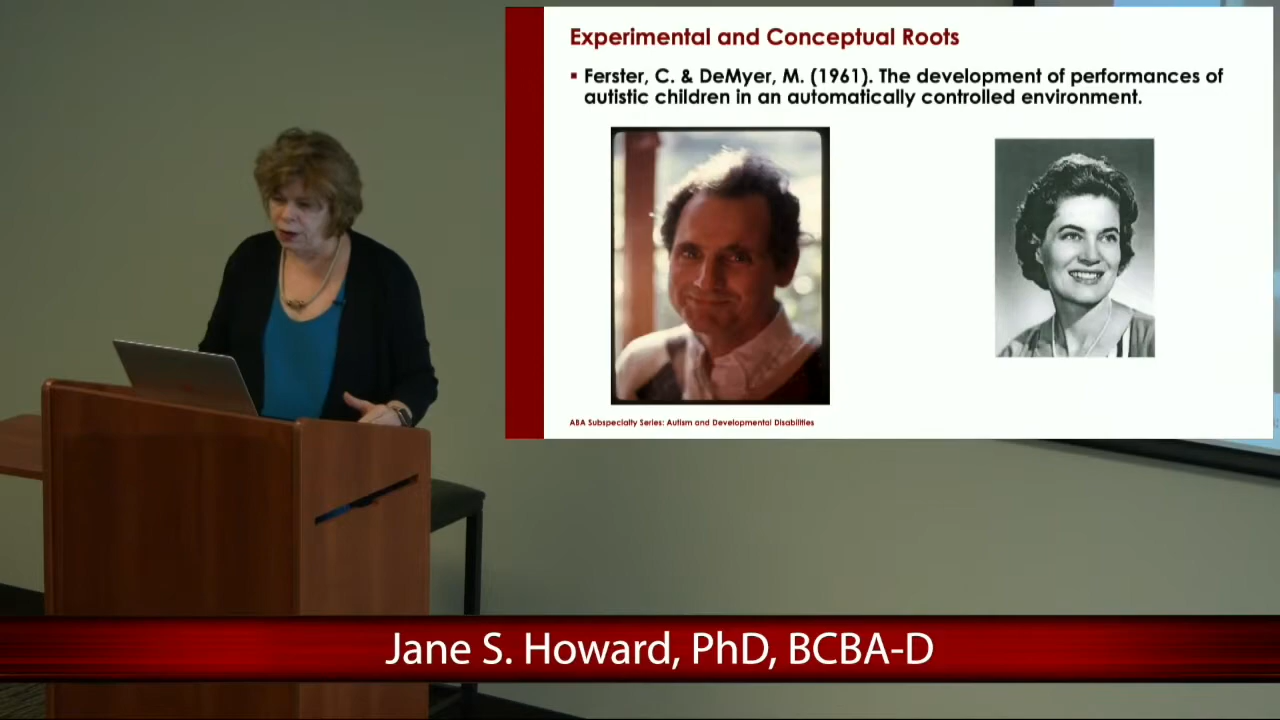 Experimental and Conceptual Roots
▪ Ferster, C. & DeMyer, M. (1961). The development of performances of
autistic children in an automatically controlled environment.
ABA Subspecialty Series: Autism and Developmental Disabilities
Jane S. Howard, PhD, BCBA-D